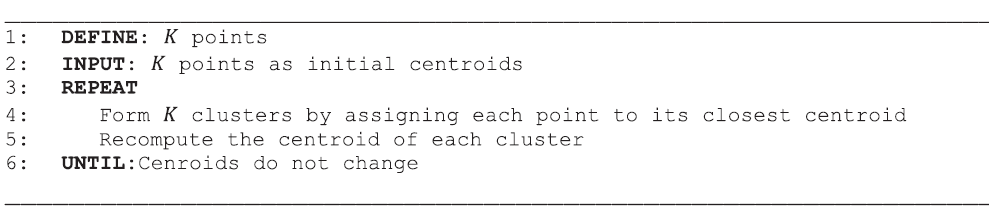 1: DEFINE: K points
2: INPUT: K points as initial centroids
3: REPEAT
4: Form K clusters by assigning each point to its closest centroid
5: Recompute the centroid of each cluster
6: UNTIL:Cenroids do not change